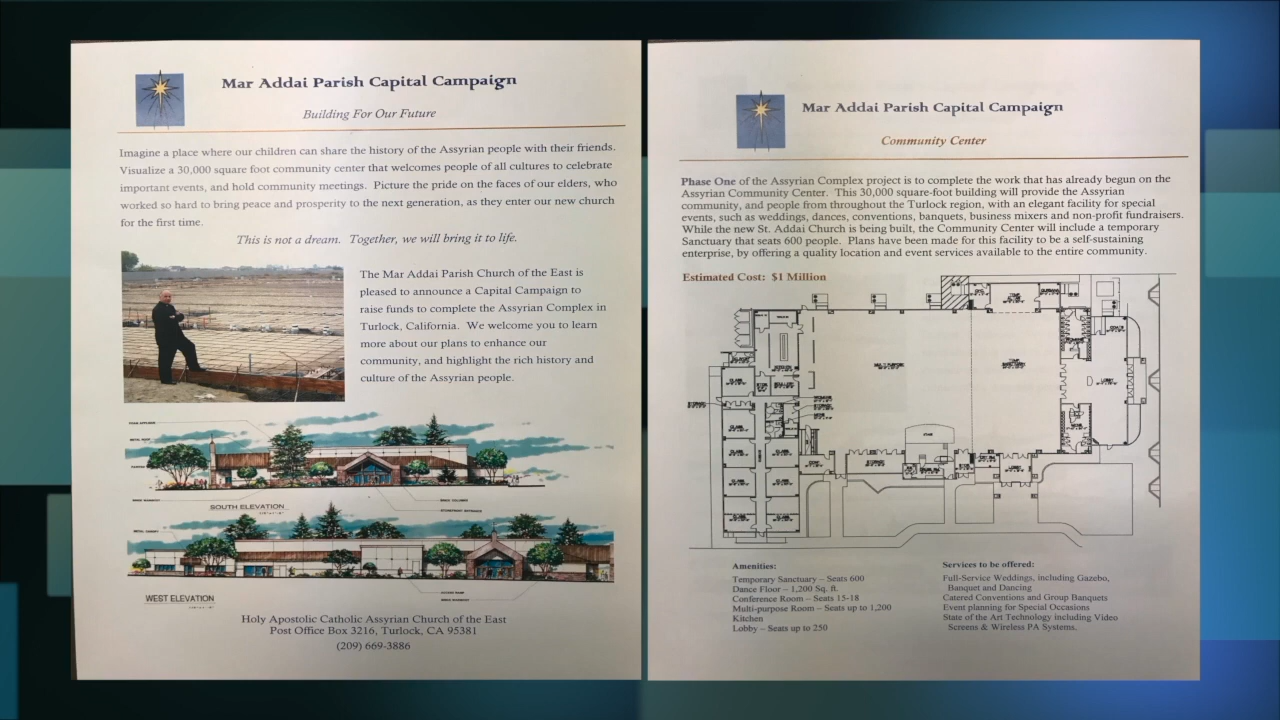 Mar Addai Parish Capital Campaign
Building For Our Future
Imagine a place where our children can share the history of the Assyrian people with their friends.
Visualize a 30,000 square foot community center that welcomes people of all cultures to celebrate
important events, and hold community meetings. Picture the pride on the faces of our elders, who
worked so hard to bring peace and prosperity to the next generation, as they enter our new church
for the first time.
This is not a dream. Together, we will bring it to life.
The Mar Addai Parish Church of the East is
pleased to announce a Capital Campaign to
raise funds to complete the Assyrian Complex in
Turlock, California. We welcome you to learn
more about our plans to enhance our
community, and highlight the rich history and
culture of the Assyrian people.
SOUTH ELEVATION
WEST ELEVATION
Holy Apostolic Catholic Assyrian Church of the East
Post Office Box 3216, Turlock, CA 95381
(209) 669-3886
Mar Addai Parish Capital Campaign
Community Center
Phase One of the Assyrian Complex project is to complete the work that has already begun on the
Assyrian Community Center. This 30,000 square-foot building will provide the Assyrian
community, and people from throughout the Turlock region, with an elegant facility for special
events, such as weddings, dances, conventions, banquets, business mixers and non-profit fundraisers.
While the new St. Addai Church is being built, the Community Center will include a temporary
Sanctuary that seats 600 people. Plans have been made for this facility to be a self-sustaining
enterprise, by offering a quality location and event services available to the entire community.
Estimated Cost: $1 Million
Amenities:
Temporary Sanctuary – Seats 600
Dance Floor – 1,200 Sq. ft.
Conference Room – Seats 15-18
Multi-purpose Room – Seats up to 1,200
Kitchen
Lobby – Seats up to 250
Services to be offered:
Full-Service Weddings, including Gazebo,
Banquet and Dancing
Catered Conventions and Group Banquets
Event planning for Special Occasions
State of the Art Technology including Video
Screens & Wireless PA Systems.